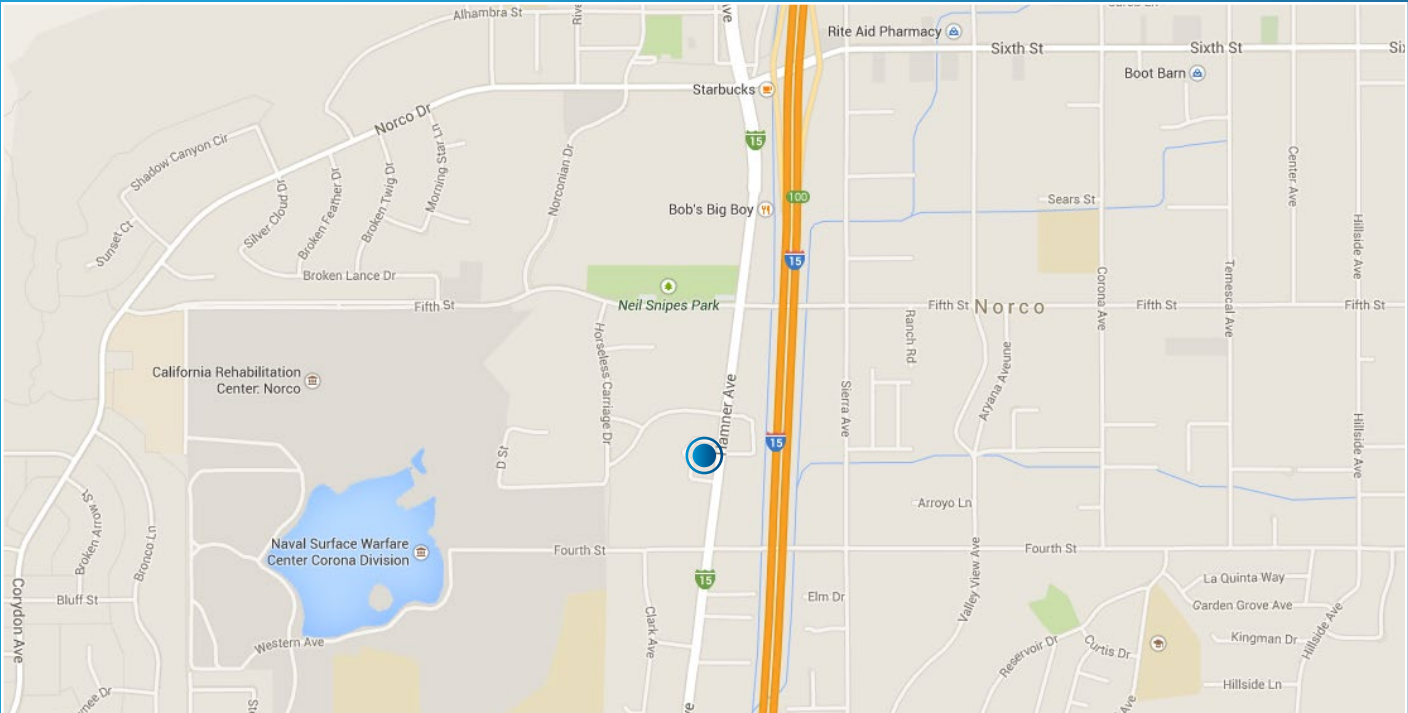 Alhambra St
Rite Aid Pharmacy
Sixth St
Sixth St
Boot Barn
Starbucks
Norco Dr
15
Shadow Canyon Cir
Morning Star Ln
Center Ave
Norconian Dr
Broken Twig Dr
Broken Feather Dr
Silver Cloud Dr
100
Sears St
Bob's Big Boy
Sunset Ct
Hillside Ave
15
Broken Lance Dr
Corona Ave
Temescal Ave
Fifth St
Neil Snipes Park
Fifth St
Norco
Fifth St
Fifth St
Ranch Rd
Horseless Carriage Dr
California Rehabilitation
Center: Norco
Aryana Aveune
Sierra Ave
Hamner Ave
15
Hillside Ave
D St
Arroyo Ln
Broken Arrow St
Bronco Ln
Naval Surface Warfare
Center Corona Division
Fourth St
Fourth St
Valley View Ave
15
La Quinta Way
Bluff St
Elm Dr
Garden Grove Ave
Corydon Ave
Clark Ave
Kingman Dr
Hillside Ave
Western Ave
Reservoir Dr
Curtis Dr
Hillside Ln